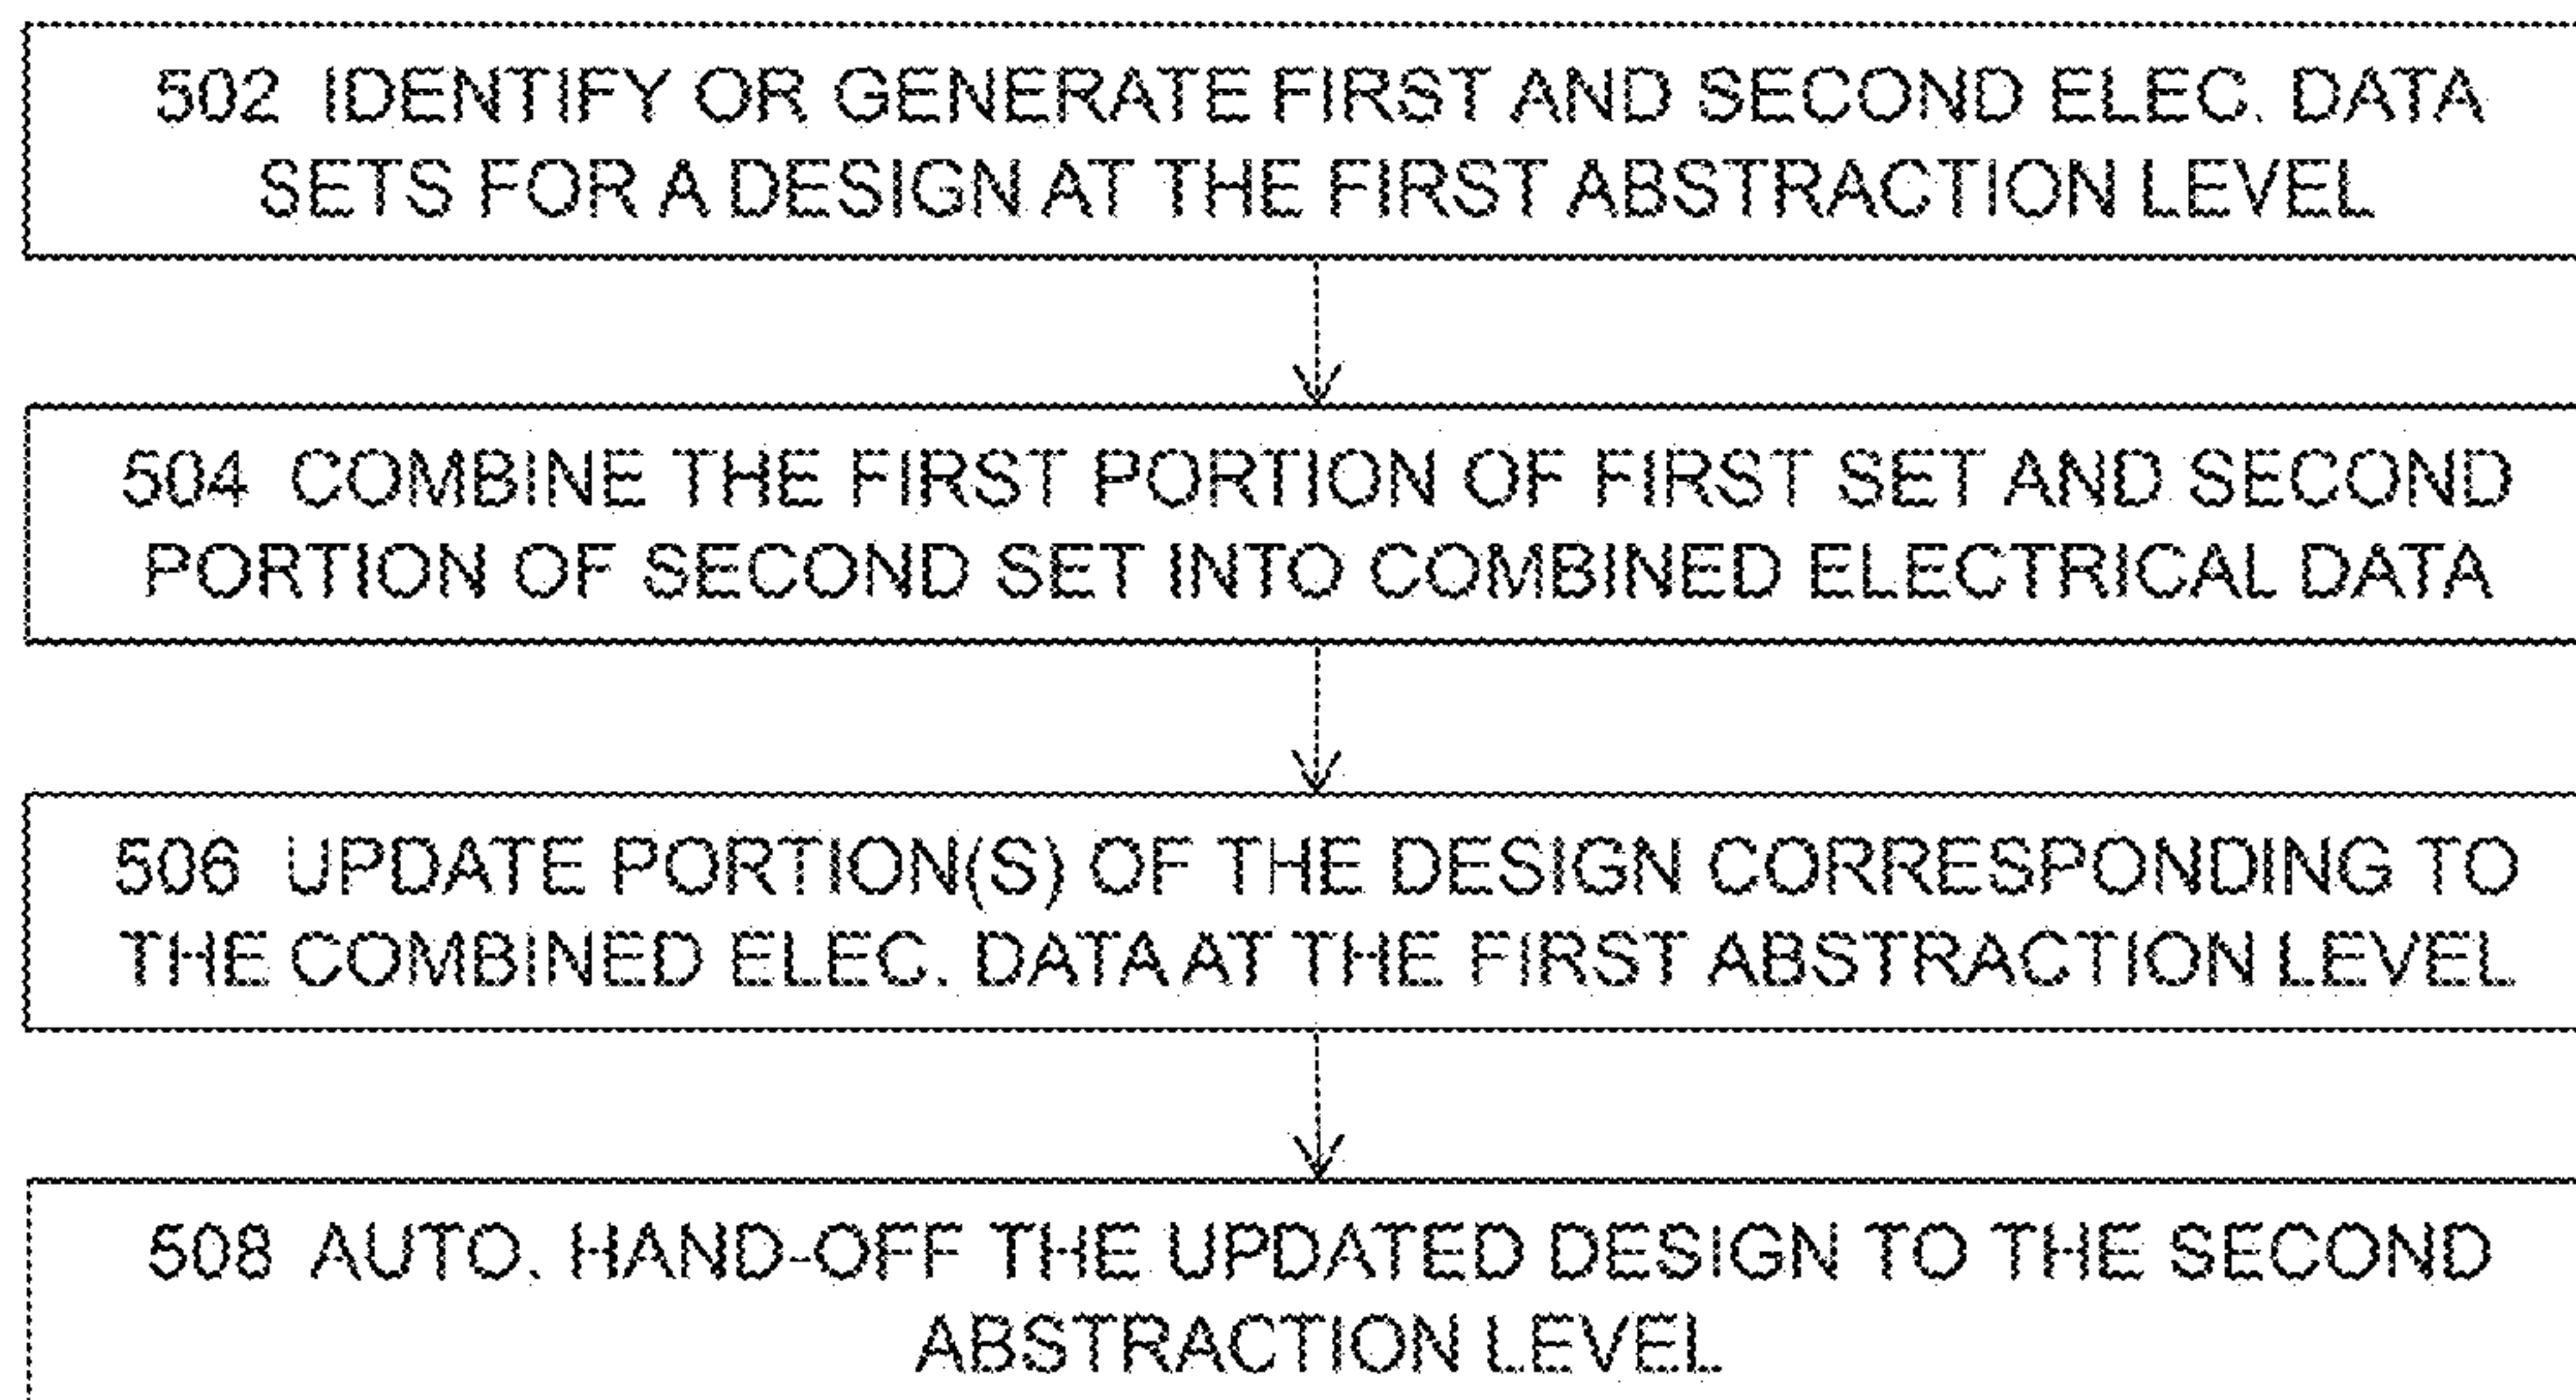 502 IDENTIFY OR GENERATE FIRST AND SECOND ELEC. DATA
SETS FOR A DESIGN AT THE FIRST ABSTRACTION LEVEL
504 COMBINE THE FIRST PORTION OF FIRST SET AND SECOND
PORTION OF SECOND SET INTO COMBINED ELECTRICAL DATA
506 UPDATE PORTION(S) OF THE DESIGN CORRESPONDING TO
THE COMBINED ELEC. DATA AT THE FIRST ABSTRACTION LEVEL
508 AUTO. HAND-OFF THE UPDATED DESIGN TO THE SECOND
ABSTRACTION LEVEL